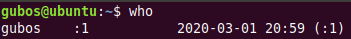 gubos@ubuntu:~$ who
gubos    :1           2020-03-01 20:59 (:1)